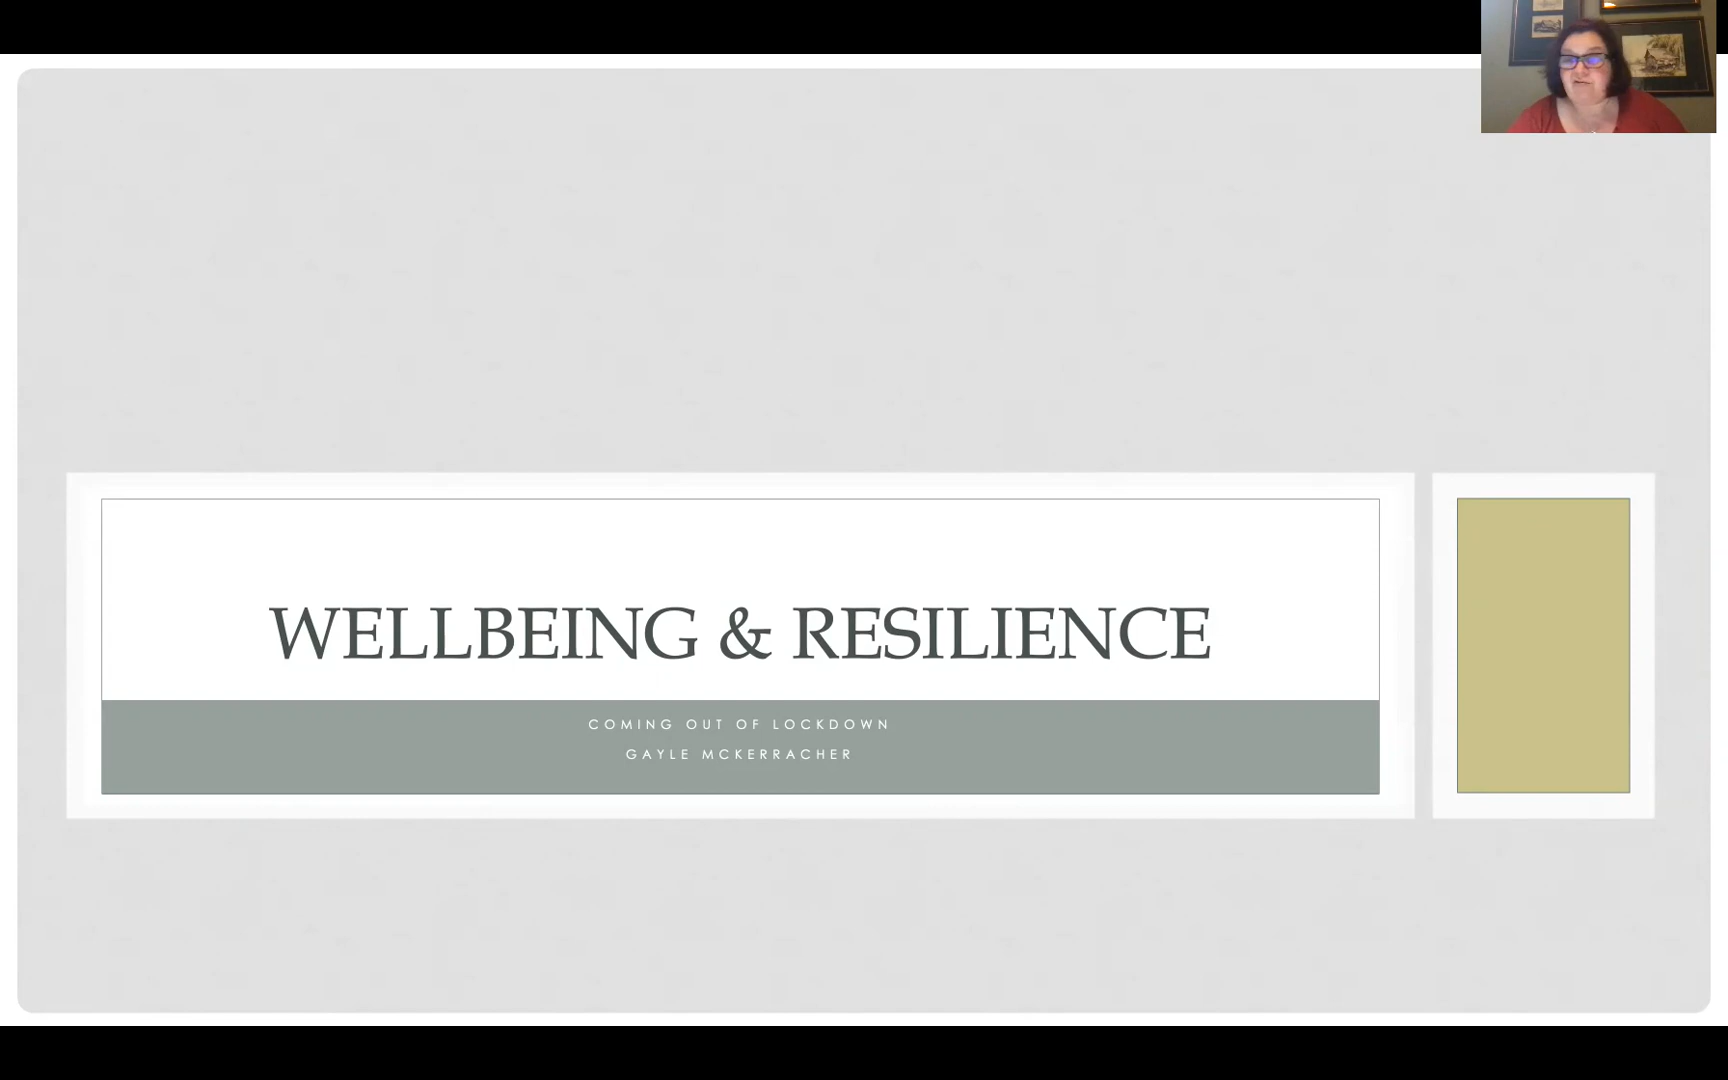 WELLBEING & RESILIENCE
COMING OUT OF LOCKDOWN
GAYLE MCKERRACHER